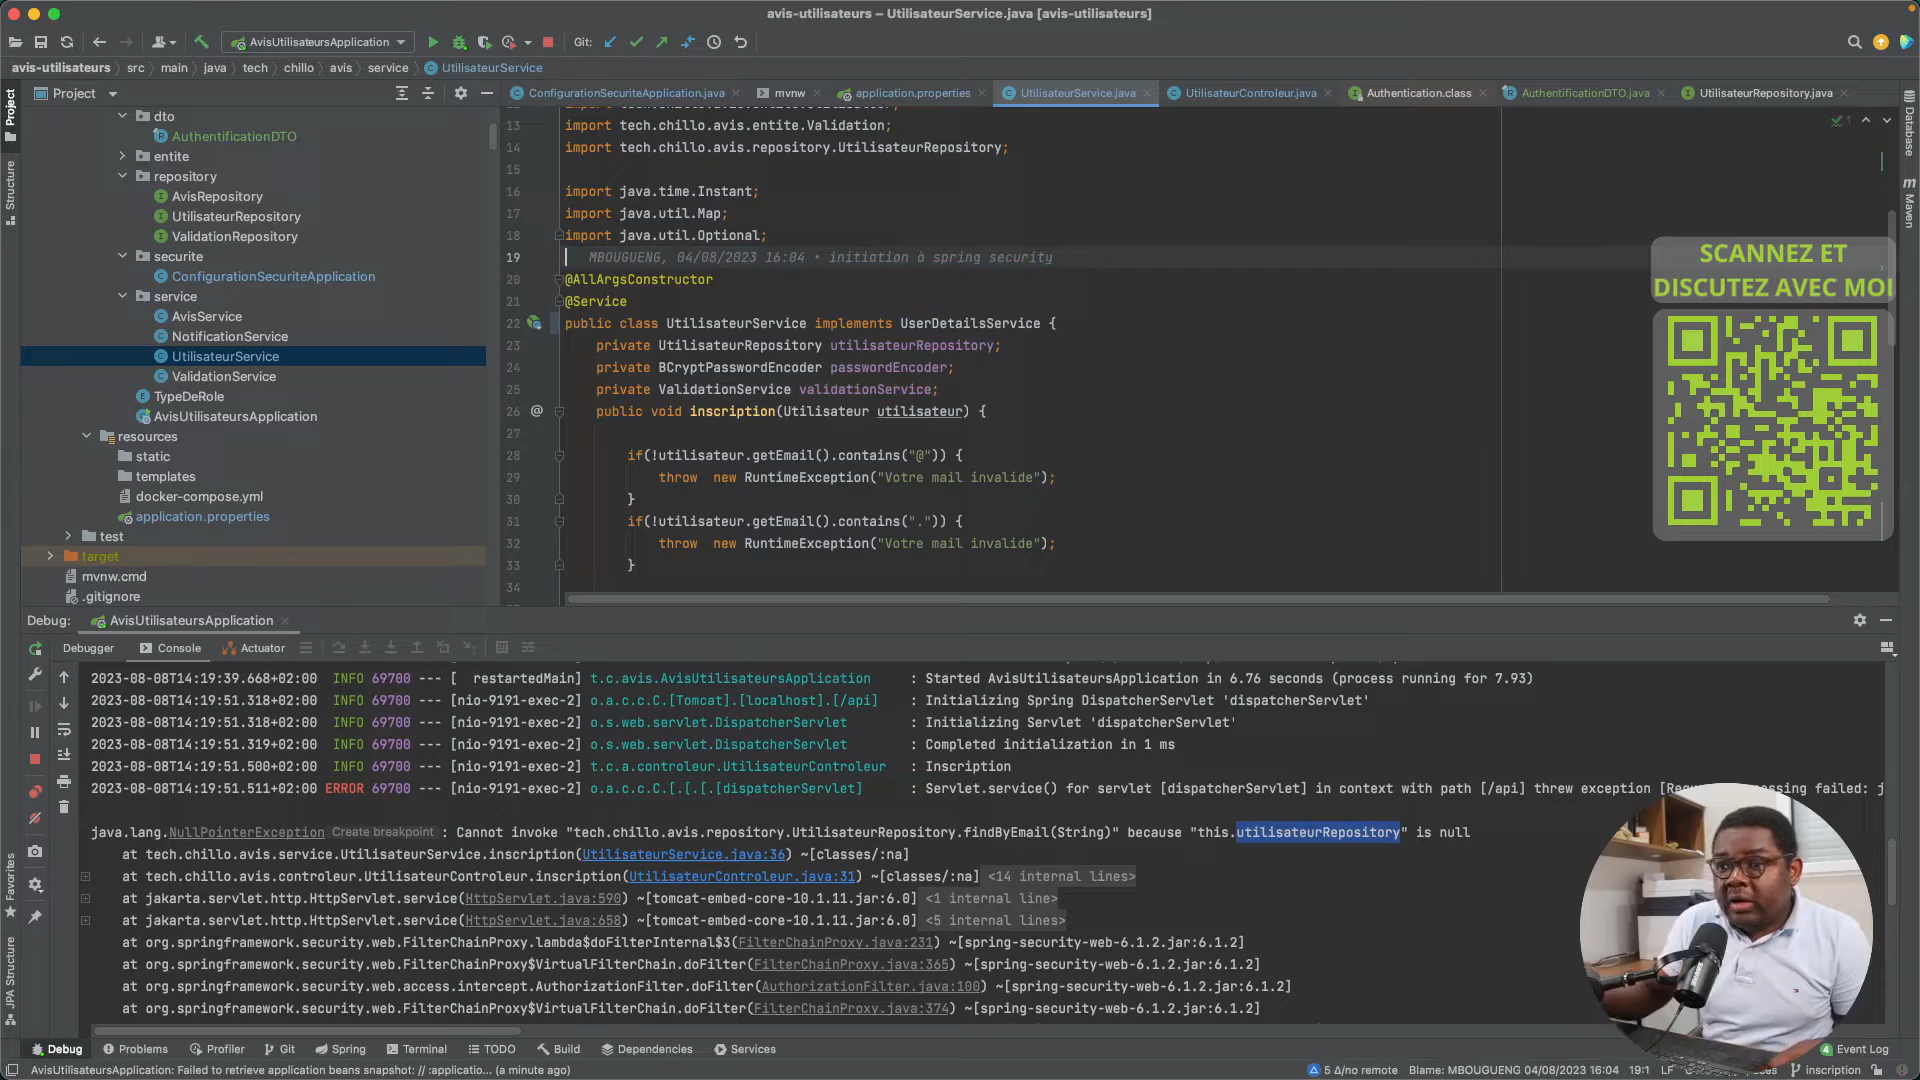 avis-utilisateurs – UtilisateurService.java [avis-utilisateurs]
AvisUtilisateursApplication
Git:
avis-utilisateurs
src
main
java
tech
chillo
avis
service
UtilisateurService
Project
ConfigurationSecuriteApplication.java
mvnw
application.properties
UtilisateurService.java
UtilisateurControleur.java
Authentication.class
AuthentificationDTO.java
UtilisateurRepository.java
Project
Structure
Favorites
JPA Structure
Database
Maven
dto
AuthentificationDTO
entite
repository
AvisRepository
UtilisateurRepository
ValidationRepository
securite
ConfigurationSecuriteApplication
service
AvisService
NotificationService
UtilisateurService
ValidationService
TypeDeRole
AvisUtilisateursApplication
resources
static
templates
docker-compose.yml
application.properties
test
target
mvnw.cmd
.gitignore
13 import tech.chillo.avis.entite.Validation;
14 import tech.chillo.avis.repository.UtilisateurRepository;
15
16 import java.time.Instant;
17 import java.util.Map;
18 import java.util.Optional;
19 MBOUGUENG, 04/08/2023 16:04 • initiation à spring security
20 @AllArgsConstructor
21 @Service
22 public class UtilisateurService implements UserDetailsService {
23 private UtilisateurRepository utilisateurRepository;
24 private BCryptPasswordEncoder passwordEncoder;
25 private ValidationService validationService;
26 @ public void inscription(Utilisateur utilisateur) {
27
28 if(!utilisateur.getEmail().contains("@")) {
29 throw  new RuntimeException("Votre mail invalide");
30 }
31 if(!utilisateur.getEmail().contains(".")) {
32 throw  new RuntimeException("Votre mail invalide");
33 }
34
1
SCANNEZ ET
DISCUTEZ AVEC MOI
Debug:
AvisUtilisateursApplication
Debugger
Console
Actuator
2023-08-08T14:19:39.668+02:00  INFO 69700 --- [  restartedMain] t.c.avis.AvisUtilisateursApplication : Started AvisUtilisateursApplication in 6.76 seconds (process running for 7.93)
2023-08-08T14:19:51.318+02:00  INFO 69700 --- [nio-9191-exec-2] o.a.c.c.C.[Tomcat].[localhost].[/api] : Initializing Spring DispatcherServlet 'dispatcherServlet'
2023-08-08T14:19:51.318+02:00  INFO 69700 --- [nio-9191-exec-2] o.s.web.servlet.DispatcherServlet : Initializing Servlet 'dispatcherServlet'
2023-08-08T14:19:51.319+02:00  INFO 69700 --- [nio-9191-exec-2] o.s.web.servlet.DispatcherServlet : Completed initialization in 1 ms
2023-08-08T14:19:51.500+02:00  INFO 69700 --- [nio-9191-exec-2] t.c.a.controleur.UtilisateurControleur : Inscription
2023-08-08T14:19:51.511+02:00 ERROR 69700 --- [nio-9191-exec-2] o.a.c.c.C.[.[.[.[dispatcherServlet] : Servlet.service() for servlet [dispatcherServlet] in context with path [/api] threw exception failed: j
java.lang.NullPointerException Create breakpoint : Cannot invoke "tech.chillo.avis.repository.UtilisateurRepository.findByEmail(String)" because "this.utilisateurRepository" is null
at tech.chillo.avis.service.UtilisateurService.inscription(UtilisateurService.java:36) ~[classes/:na]
at tech.chillo.avis.controleur.UtilisateurControleur.inscription(UtilisateurControleur.java:31) ~[classes/:na] <14 internal lines>
at jakarta.servlet.http.HttpServlet.service(HttpServlet.java:590) ~[tomcat-embed-core-10.1.11.jar:6.0] <1 internal line>
at jakarta.servlet.http.HttpServlet.service(HttpServlet.java:658) ~[tomcat-embed-core-10.1.11.jar:6.0] <5 internal lines>
at org.springframework.security.web.FilterChainProxy.lambda$doFilterInternal$3(FilterChainProxy.java:231) ~[spring-security-web-6.1.2.jar:6.1.2]
at org.springframework.security.web.FilterChainProxy$VirtualFilterChain.doFilter(FilterChainProxy.java:365) ~[spring-security-web-6.1.2.jar:6.1.2]
at org.springframework.security.web.access.intercept.AuthorizationFilter.doFilter(AuthorizationFilter.java:100) ~[spring-security-web-6.1.2.jar:6.1.2]
at org.springframework.security.web.FilterChainProxy$VirtualFilterChain.doFilter(FilterChainProxy.java:374) ~[spring-security-web-6.1.2.jar:6.1.2]
Debug
Problems
Profiler
Git
Spring
Terminal
TODO
Build
Dependencies
Services
4 Event Log
AvisUtilisateursApplication: Failed to retrieve application beans snapshot: // :applicatio... (a minute ago)
5 Δ/no remote
Blame: MBOUGUENG 04/08/2023 16:04
19:1
LF
inscription